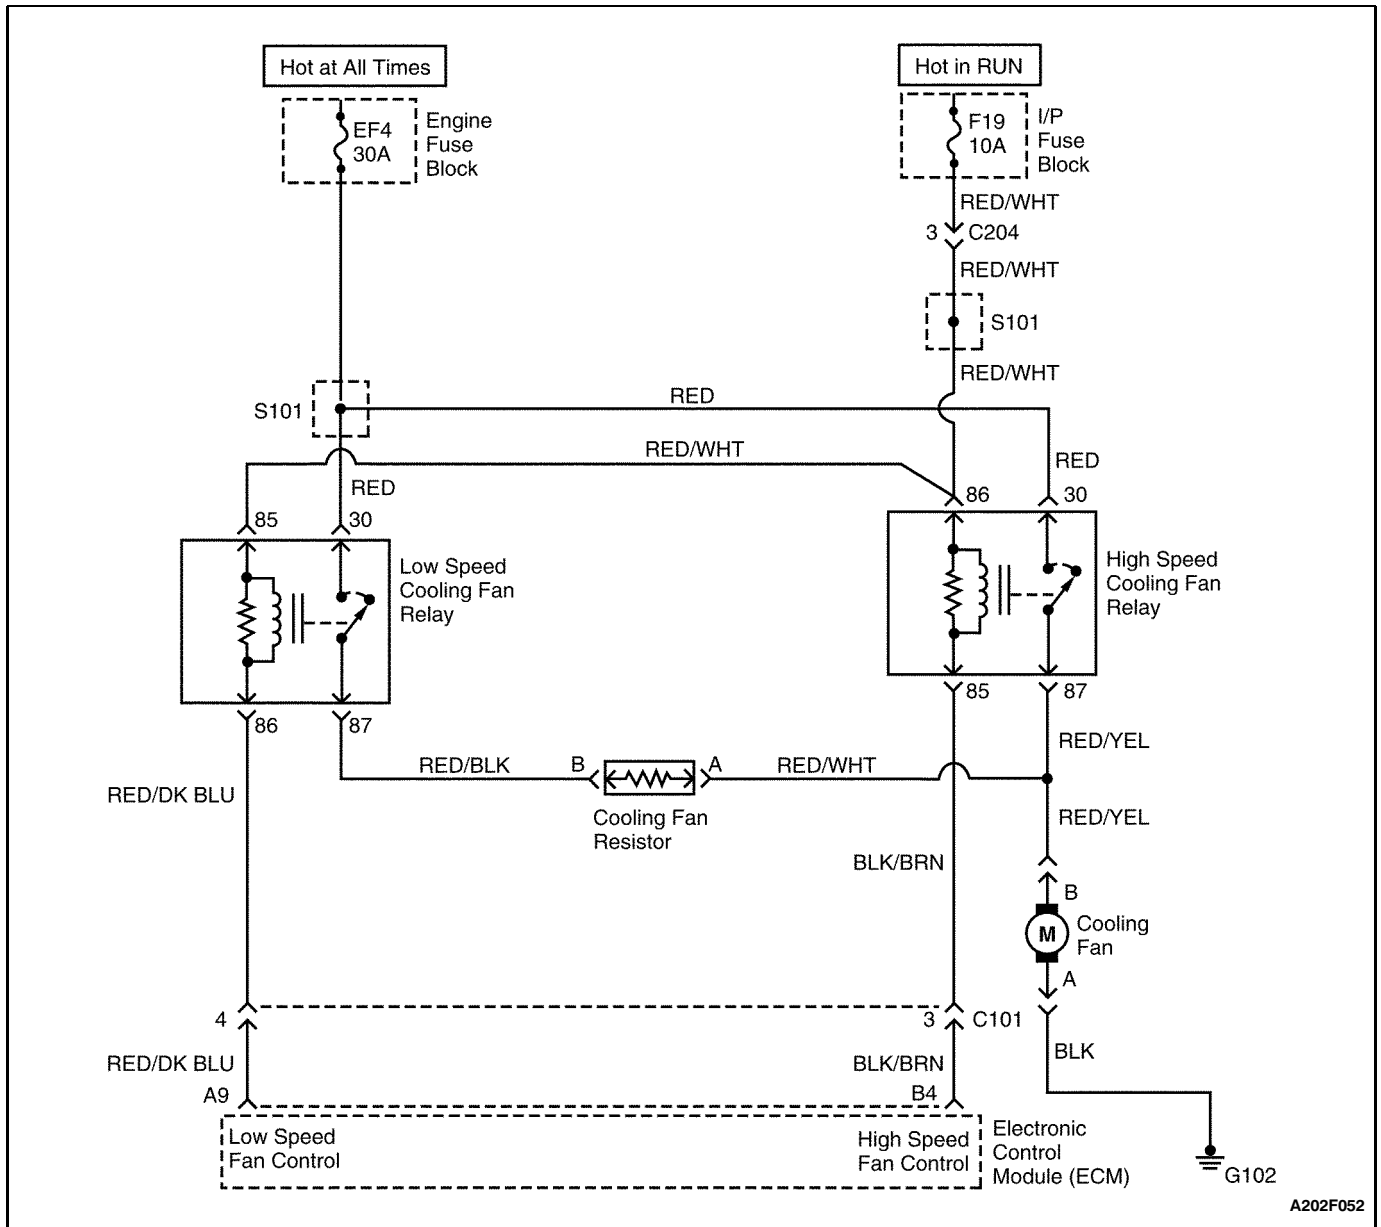 Hot at All Times
Hot in RUN
EF4
30A
Engine
Fuse
Block
F19
10A
I/P
Fuse
Block
RED/WHT
3 C204
RED/WHT
S101
RED/WHT
S101
RED
RED/WHT
RED
RED
85 30
86 30
Low Speed
Cooling Fan
Relay
High Speed
Cooling Fan
Relay
86 87
85 87
RED/YEL
RED/BLK
B
A
RED/WHT
Cooling Fan
Resistor
RED/DK BLU
RED/YEL
BLK/BRN
B
M
Cooling
Fan
A
4
3 C101
RED/DK BLU
BLK/BRN
BLK
A9
B4
Low Speed
Fan Control
High Speed
Fan Control
Electronic
Control
Module (ECM)
G102
A202F052